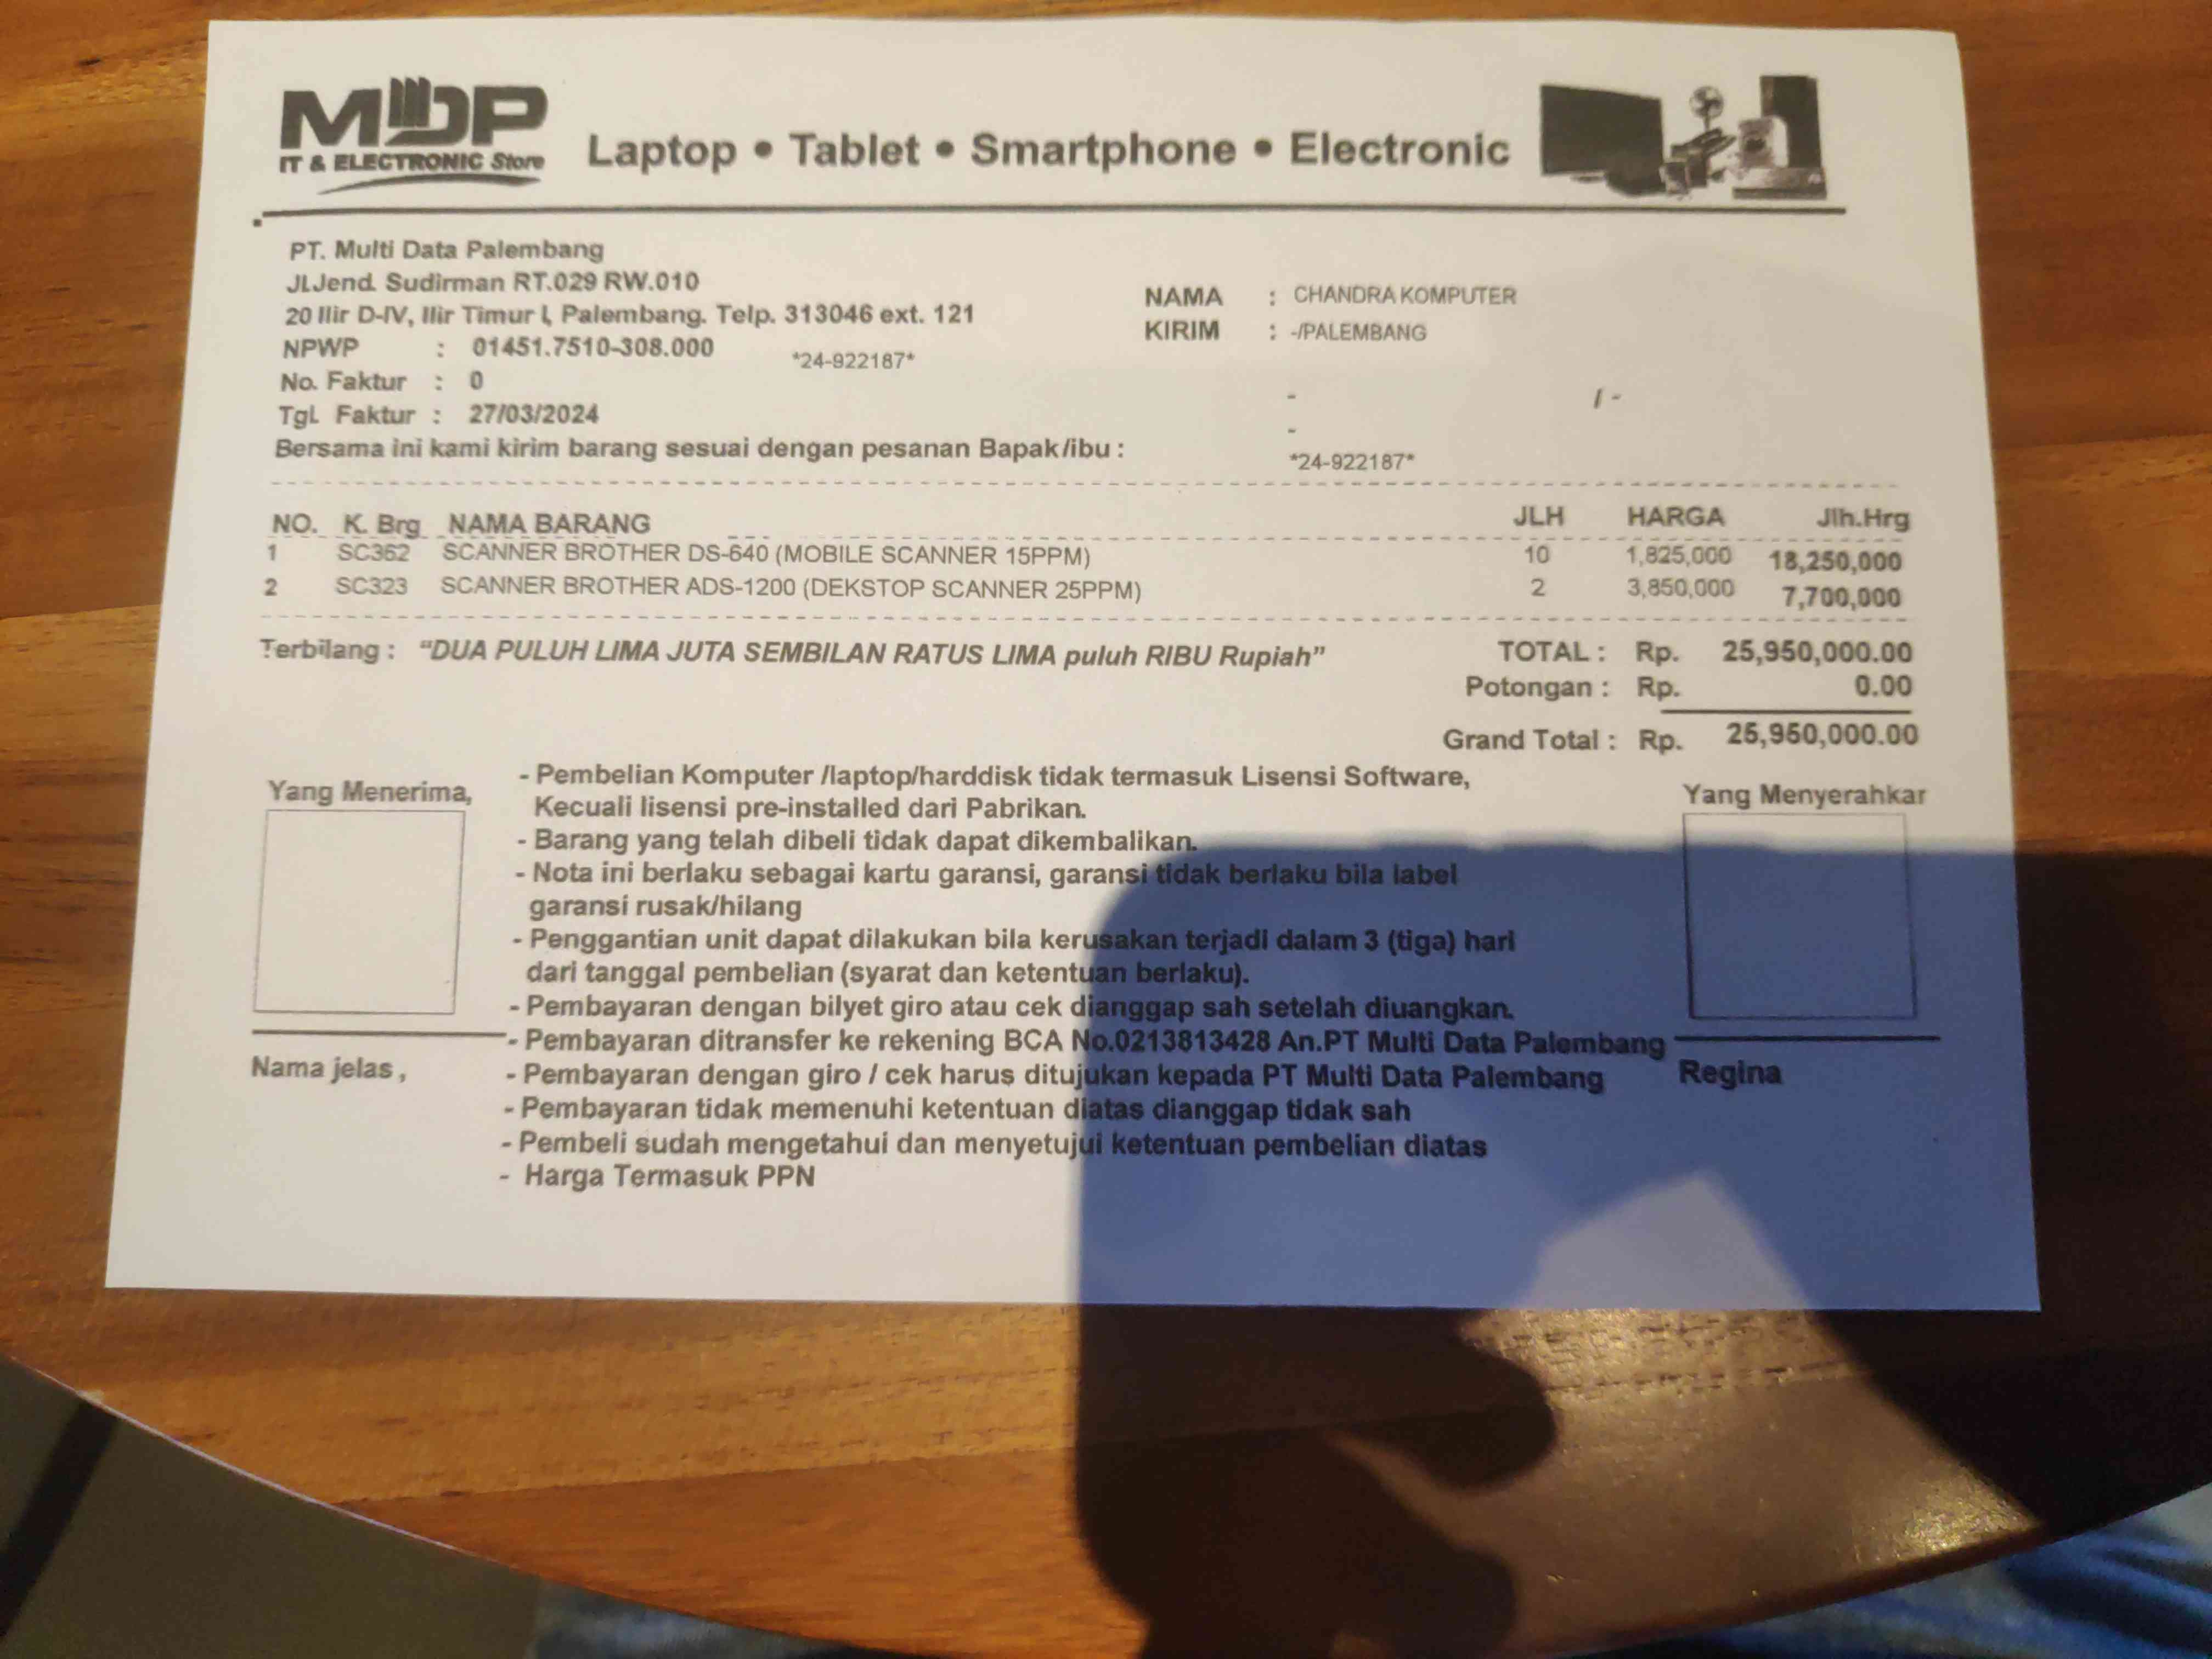 MDP
IT & ELECTRONIC Store
Laptop • Tablet • Smartphone • Electronic
PT. Multi Data Palembang
Jl.Jend. Sudirman RT.029 RW.010
20 Ilir D-IV, Ilir Timur I, Palembang. Telp. 313046 ext. 121
NPWP : 01451.7510-308.000 *24-922187*
No. Faktur : 0
Tgl. Faktur : 27/03/2024
Bersama ini kami kirim barang sesuai dengan pesanan Bapak/ibu :
NAMA : CHANDRA KOMPUTER
KIRIM : -/PALEMBANG
- / -
-
*24-922187*
NO. K. Brg NAMA BARANG JLH HARGA Jlh.Hrg
1 SC362 SCANNER BROTHER DS-640 (MOBILE SCANNER 15PPM) 10 1,825,000 18,250,000
2 SC323 SCANNER BROTHER ADS-1200 (DEKSTOP SCANNER 25PPM) 2 3,850,000 7,700,000
Terbilang : “DUA PULUH LIMA JUTA SEMBILAN RATUS LIMA puluh RIBU Rupiah”
TOTAL : Rp. 25,950,000.00
Potongan : Rp. 0.00
Grand Total : Rp. 25,950,000.00
Yang Menerima,
Nama jelas ,
- Pembelian Komputer /laptop/harddisk tidak termasuk Lisensi Software,
Kecuali lisensi pre-installed dari Pabrikan.
- Barang yang telah dibeli tidak dapat dikembalikan.
- Nota ini berlaku sebagai kartu garansi, garansi tidak berlaku bila label
garansi rusak/hilang
- Penggantian unit dapat dilakukan bila kerusakan terjadi dalam 3 (tiga) hari
dari tanggal pembelian (syarat dan ketentuan berlaku).
- Pembayaran dengan bilyet giro atau cek dianggap sah setelah diuangkan.
- Pembayaran ditransfer ke rekening BCA No.0213813428 An.PT Multi Data Palembang
- Pembayaran dengan giro / cek harus ditujukan kepada PT Multi Data Palembang
- Pembayaran tidak memenuhi ketentuan diatas dianggap tidak sah
- Pembeli sudah mengetahui dan menyetujui ketentuan pembelian diatas
- Harga Termasuk PPN
Yang Menyerahkar
Regina